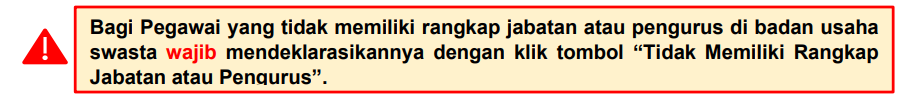 Bagi Pegawai yang tidak memiliki rangkap jabatan atau pengurus di badan usaha
swasta wajib mendeklarasikannya dengan klik tombol “Tidak Memiliki Rangkap
Jabatan atau Pengurus”.